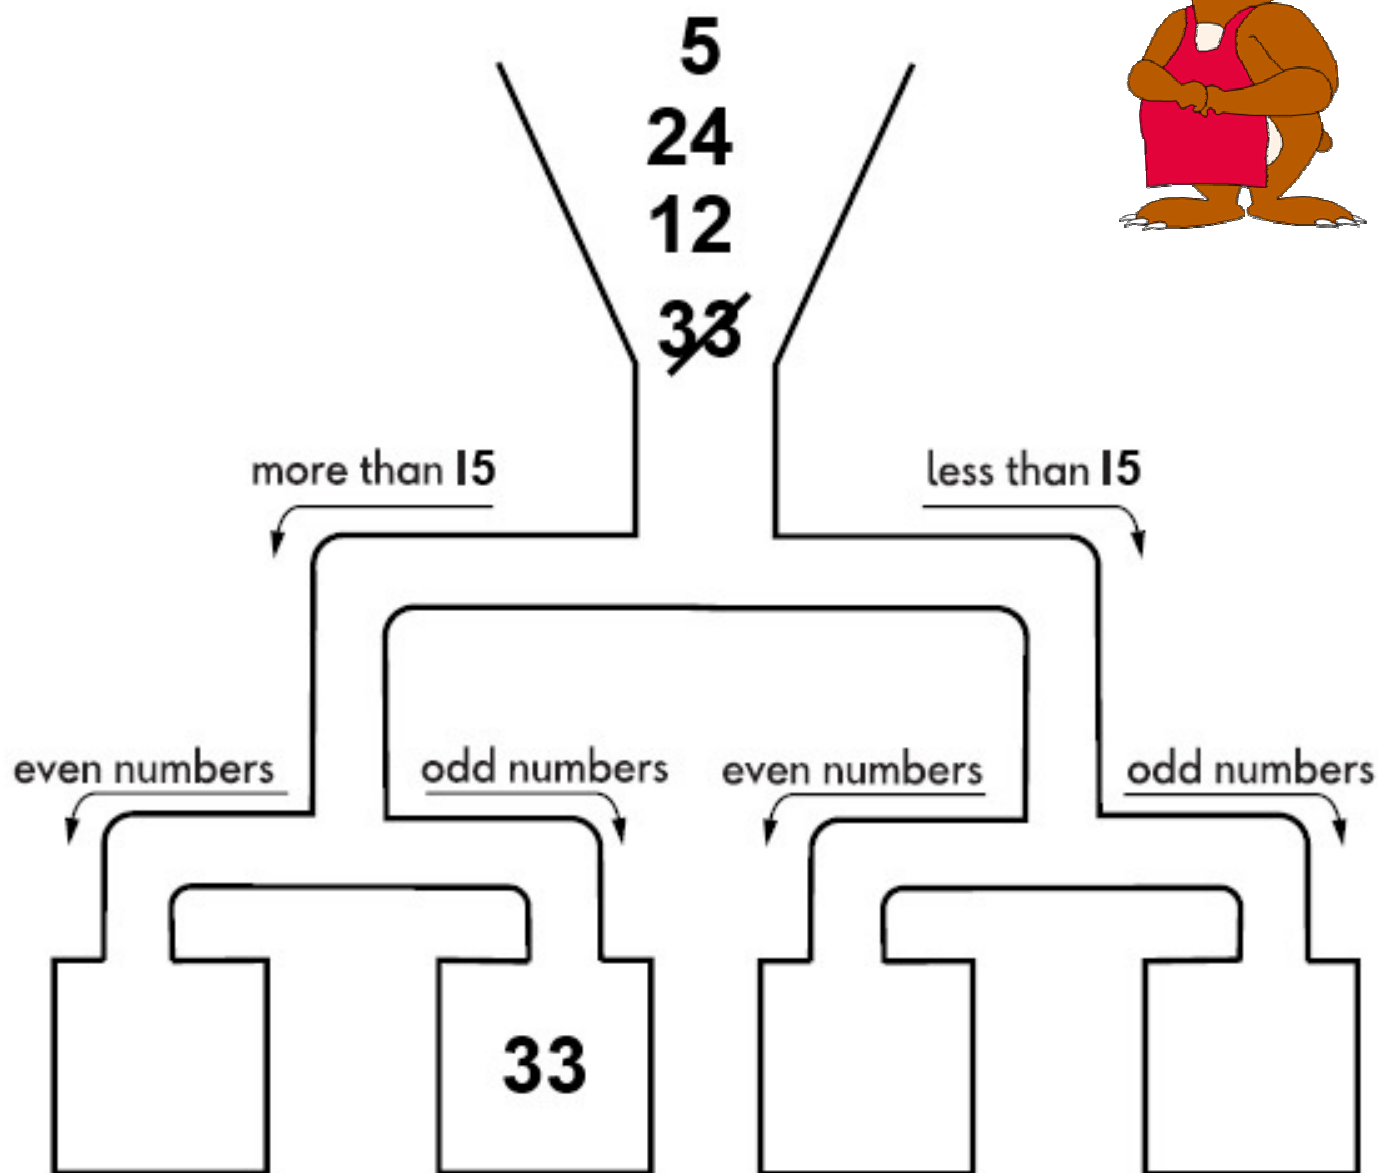 5
24
12
33
more than 15
less than 15
even numbers
odd numbers
even numbers
odd numbers
33